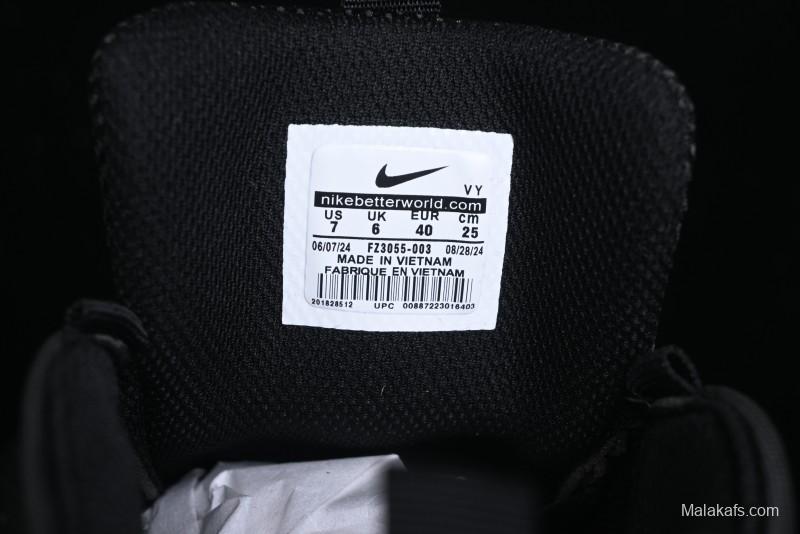 VY
nikebetterworld.com
US UK EUR cm
7 6 40 25
06/07/24 FZ3055-003 08/28/24
MADE IN VIETNAM
FABRIQUE EN VIETNAM
201828512 UPC 00887223016403
Malakafs.com